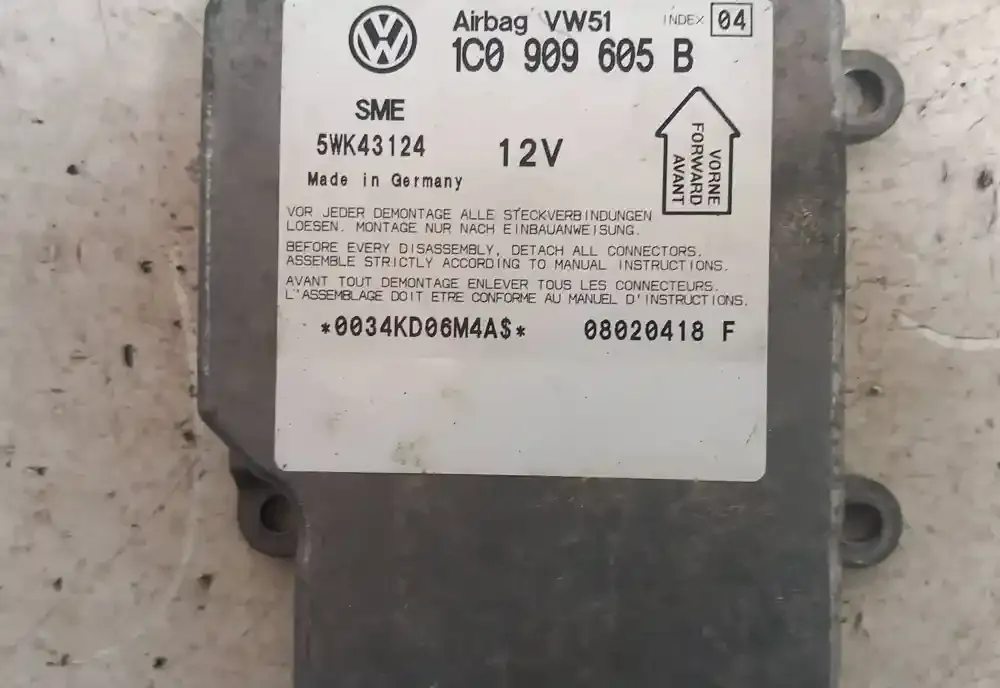 Airbag VW51 INDEX 04
1C0 909 605 B
SME
5WK43124 12V
Made in Germany
VORNE
FORWARD
AVANT
VOR JEDER DEMONTAGE ALLE STECKVERBINDUNGEN
LOESEN. MONTAGE NUR NACH EINBAUANWEISUNG.
BEFORE EVERY DISASSEMBLY, DETACH ALL CONNECTORS.
ASSEMBLE STRICTLY ACCORDING TO MANUAL INSTRUCTIONS.
AVANT TOUT DEMONTAGE ENLEVER TOUS LES CONNECTEURS.
L"ASSEMBLAGE DOIT ETRE CONFORME AU MANUEL D'INSTRUCTIONS.
*0034KD06M4A$* 08020418 F